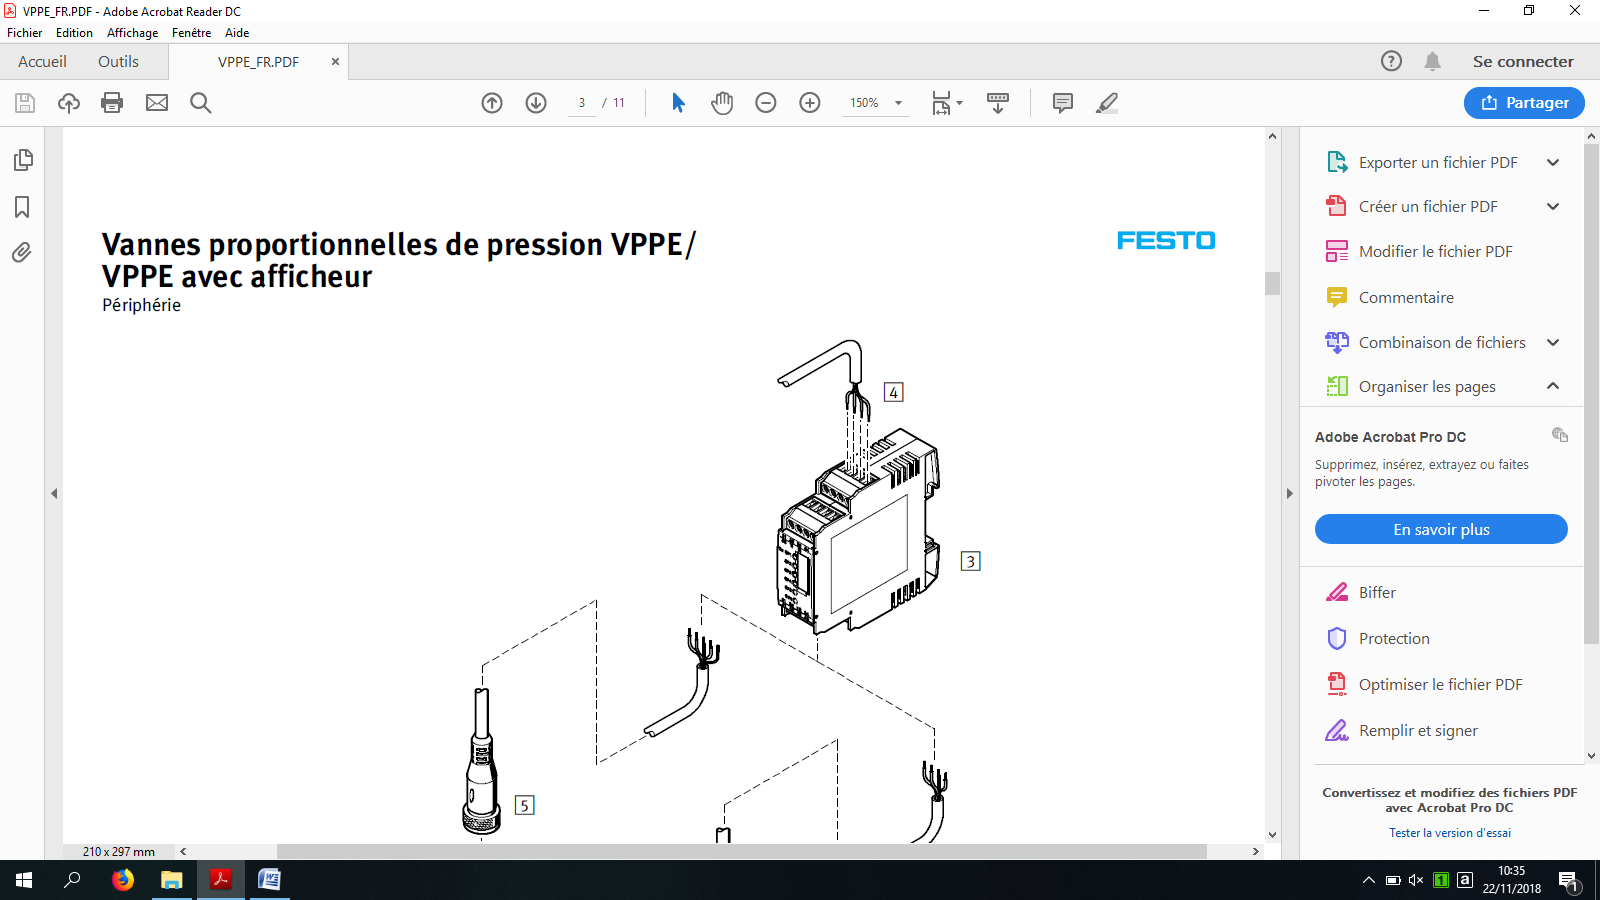 VPPE_FR.PDF - Adobe Acrobat Reader DC
Fichier Edition Affichage Fenêtre Aide
Accueil Outils VPPE_FR.PDF × Se connecter
3 / 11 150% Partager
Vannes proportionnelles de pression VPPE/
VPPE avec afficheur
Périphérie
FESTO
4
3
5
210 x 297 mm
Exporter un fichier PDF
Créer un fichier PDF
Modifier le fichier PDF
Commentaire
Combinaison de fichiers
Organiser les pages
Adobe Acrobat Pro DC
Supprimez, insérez, extrayez ou faites
pivoter les pages.
En savoir plus
Biffer
Protection
Optimiser le fichier PDF
Remplir et signer
Convertissez et modifiez des fichiers PDF
avec Acrobat Pro DC
Tester la version d'essai
1 a 10:35
22/11/2018 1